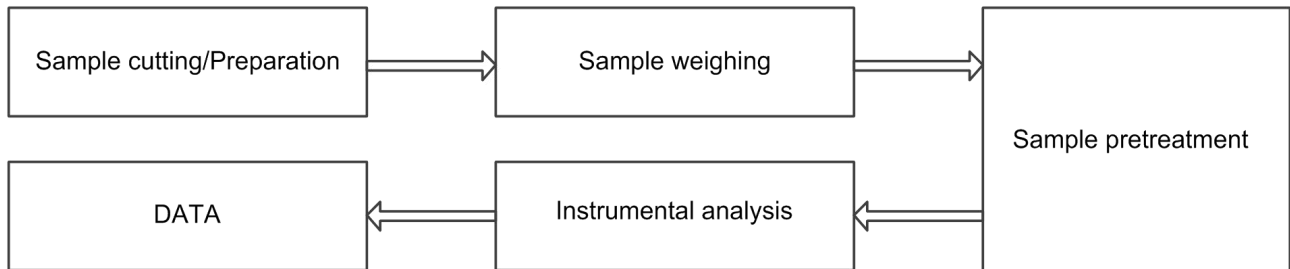 Sample cutting/Preparation
Sample weighing
Sample pretreatment
Instrumental analysis
DATA